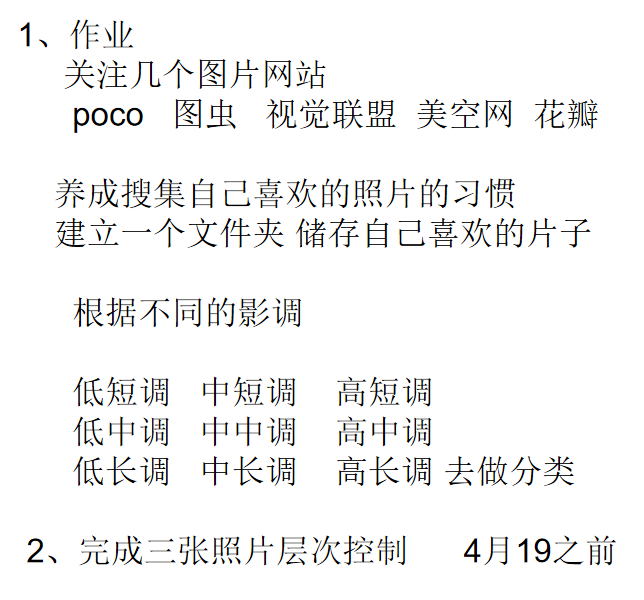 1、作业
关注几个图片网站
poco 图虫 视觉联盟 美空网 花瓣
养成搜集自己喜欢的照片的习惯
建立一个文件夹 储存自己喜欢的片子
根据不同的影调
低短调 中短调 高短调
低中调 中中调 高中调
低长调 中长调 高长调 去做分类
2、完成三张照片层次控制 4月19之前